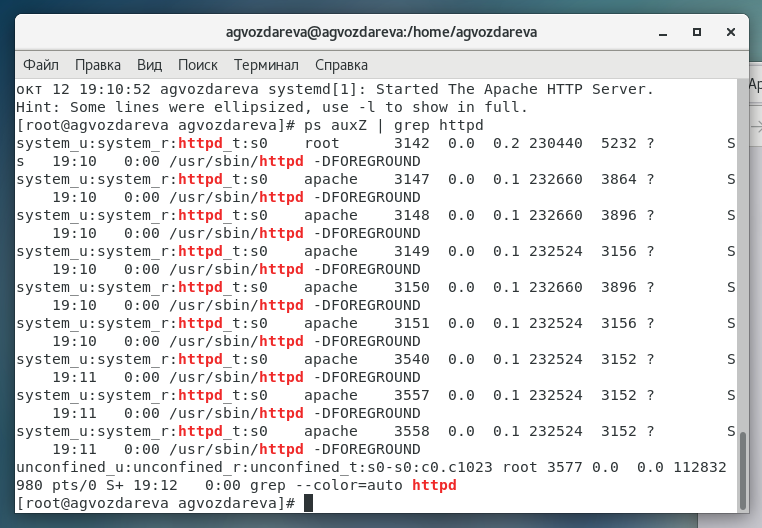 agvozdareva@agvozdareva:/home/agvozdareva
Файл Правка Вид Поиск Терминал Справка
окт 12 19:10:52 agvozdareva systemd[1]: Started The Apache HTTP Server.
Hint: Some lines were ellipsized, use -l to show in full.
[root@agvozdareva agvozdareva]# ps auxZ | grep httpd
system_u:system_r:httpd_t:s0    root      3142  0.0  0.2 230440  5232 ?        S
s   19:10   0:00 /usr/sbin/httpd -DFOREGROUND
system_u:system_r:httpd_t:s0    apache    3147  0.0  0.1 232660  3864 ?        S
    19:10   0:00 /usr/sbin/httpd -DFOREGROUND
system_u:system_r:httpd_t:s0    apache    3148  0.0  0.1 232660  3896 ?        S
    19:10   0:00 /usr/sbin/httpd -DFOREGROUND
system_u:system_r:httpd_t:s0    apache    3149  0.0  0.1 232524  3156 ?        S
    19:10   0:00 /usr/sbin/httpd -DFOREGROUND
system_u:system_r:httpd_t:s0    apache    3150  0.0  0.1 232660  3896 ?        S
    19:10   0:00 /usr/sbin/httpd -DFOREGROUND
system_u:system_r:httpd_t:s0    apache    3151  0.0  0.1 232524  3156 ?        S
    19:10   0:00 /usr/sbin/httpd -DFOREGROUND
system_u:system_r:httpd_t:s0    apache    3540  0.0  0.1 232524  3152 ?        S
    19:11   0:00 /usr/sbin/httpd -DFOREGROUND
system_u:system_r:httpd_t:s0    apache    3557  0.0  0.1 232524  3152 ?        S
    19:11   0:00 /usr/sbin/httpd -DFOREGROUND
system_u:system_r:httpd_t:s0    apache    3558  0.0  0.1 232524  3152 ?        S
    19:11   0:00 /usr/sbin/httpd -DFOREGROUND
unconfined_u:unconfined_r:unconfined_t:s0-s0:c0.c1023 root 3577 0.0  0.0 112832
980 pts/0 S+ 19:12   0:00 grep --color=auto httpd
[root@agvozdareva agvozdareva]#